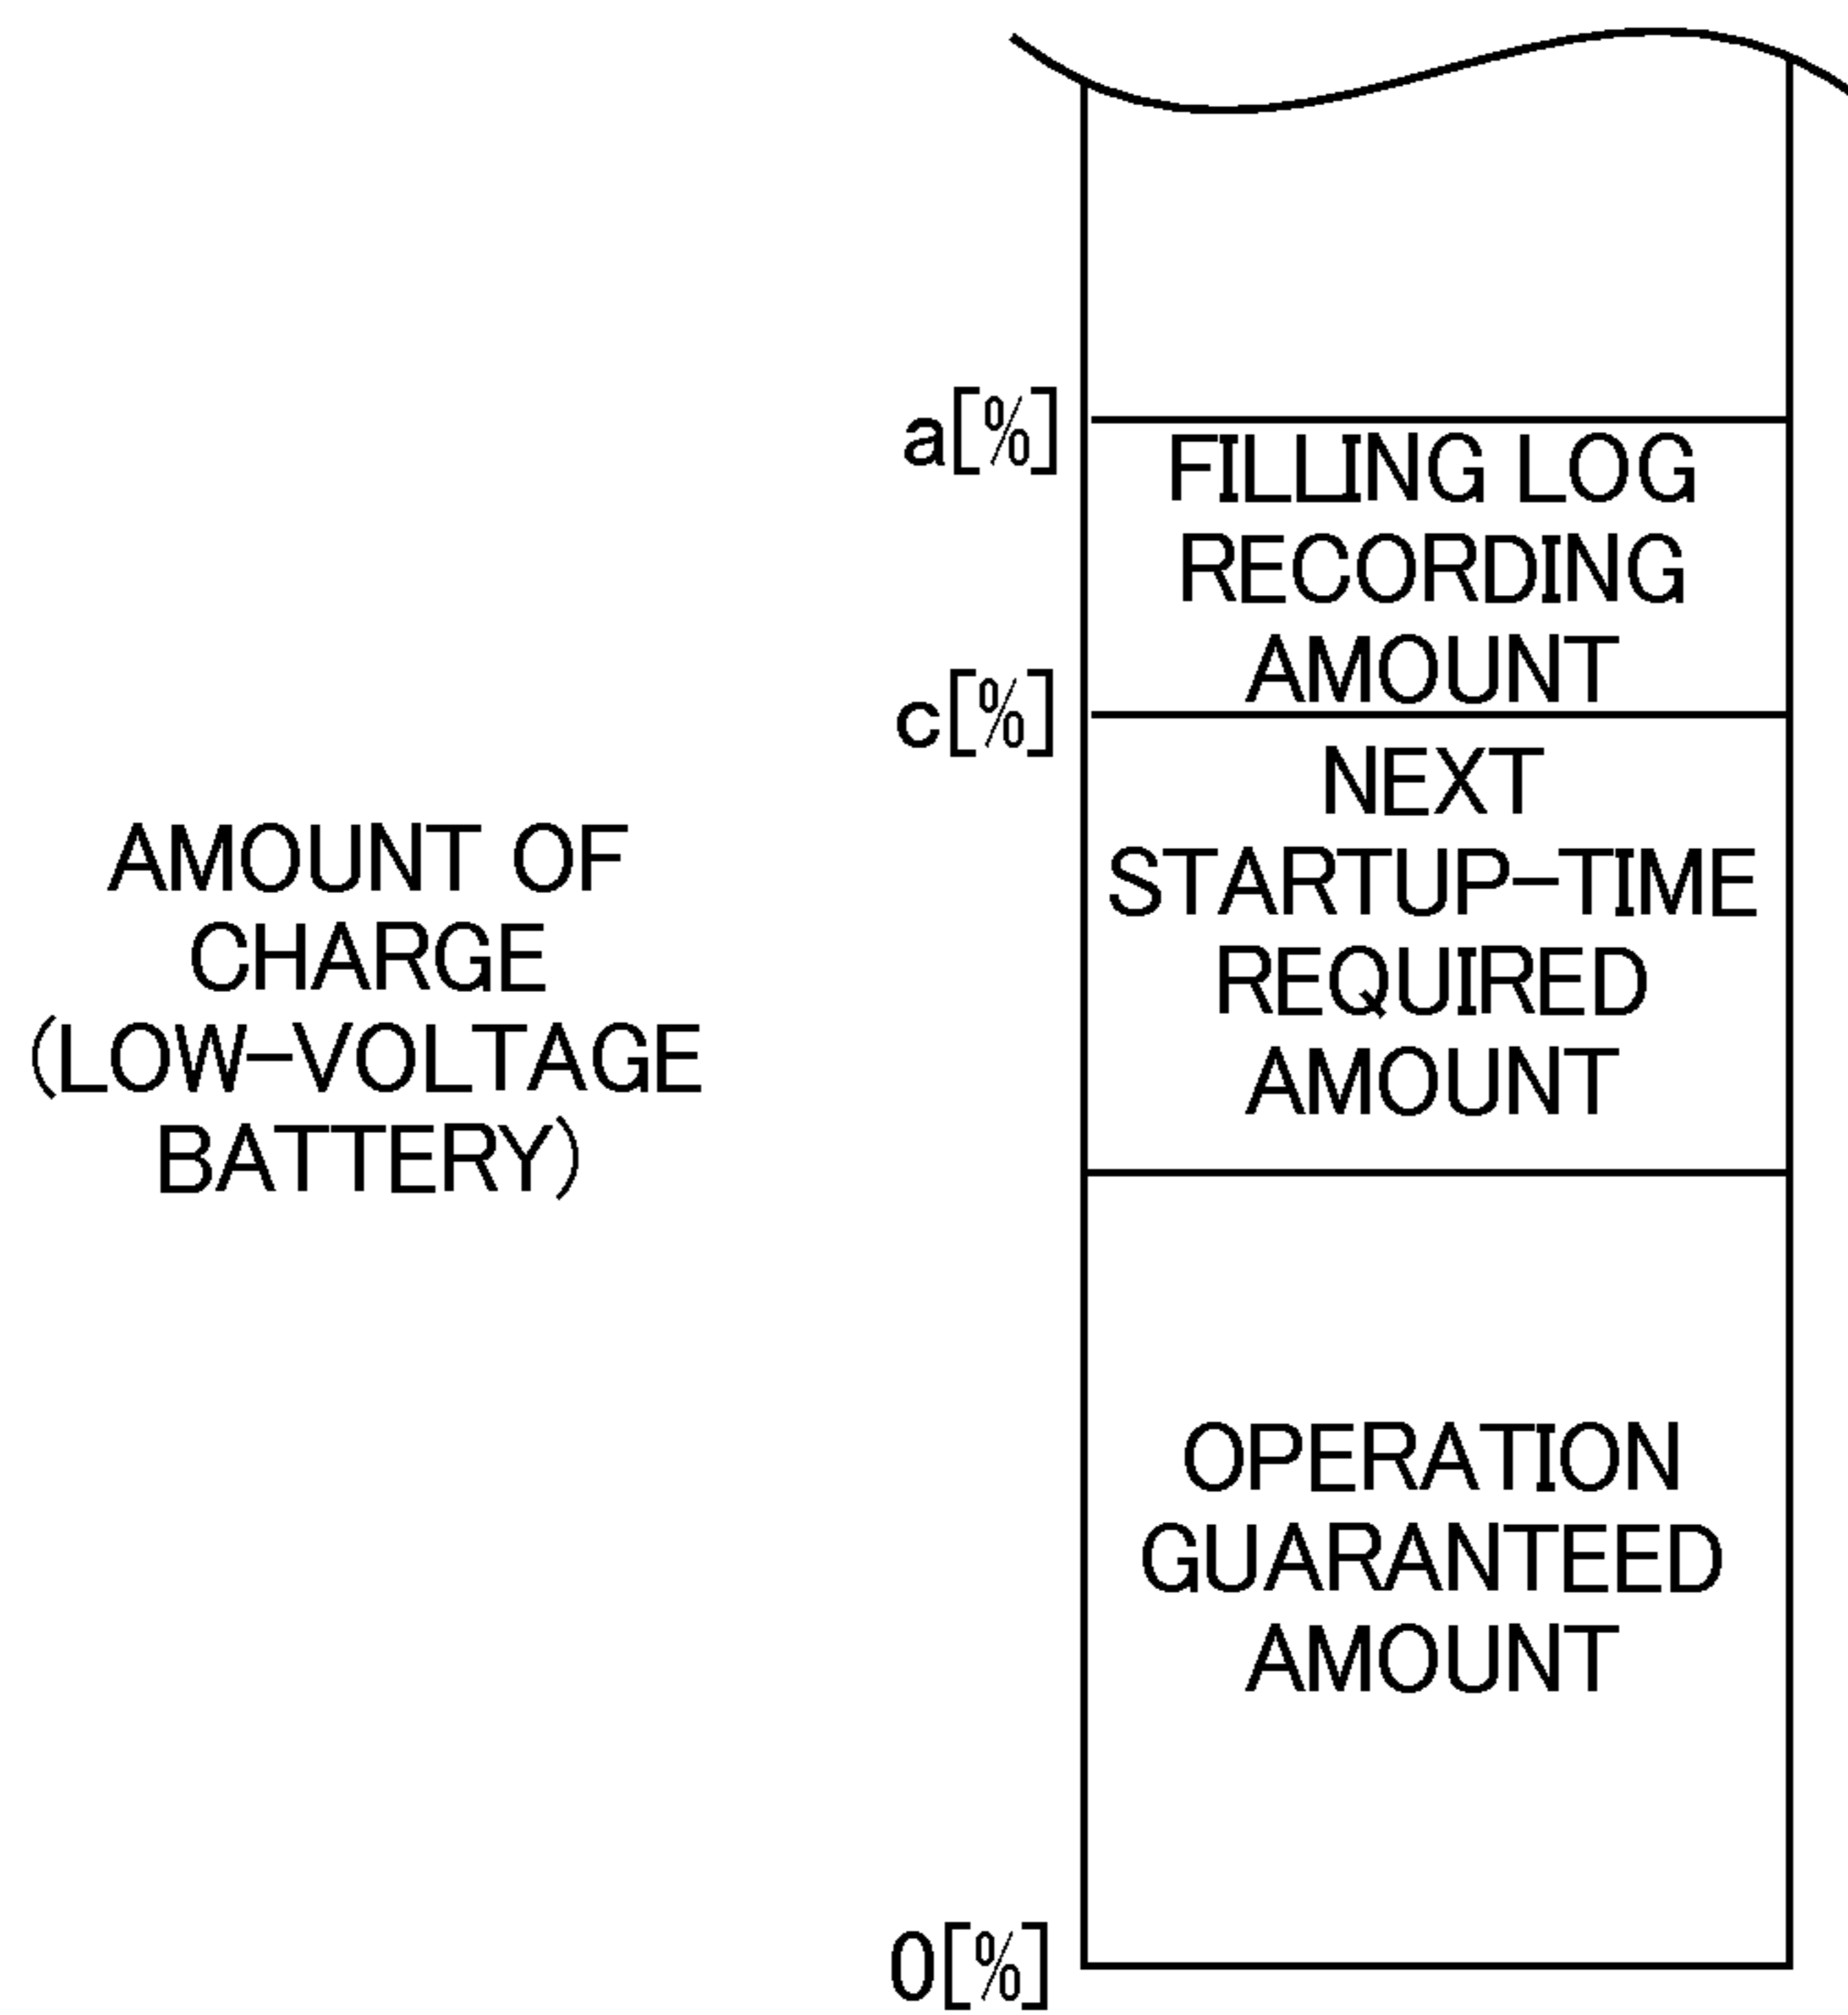 a[%]
FILLING LOG
RECORDING
AMOUNT
c[%]
NEXT
STARTUP-TIME
REQUIRED
AMOUNT
AMOUNT OF
CHARGE
(LOW-VOLTAGE
BATTERY)
OPERATION
GUARANTEED
AMOUNT
0[%]